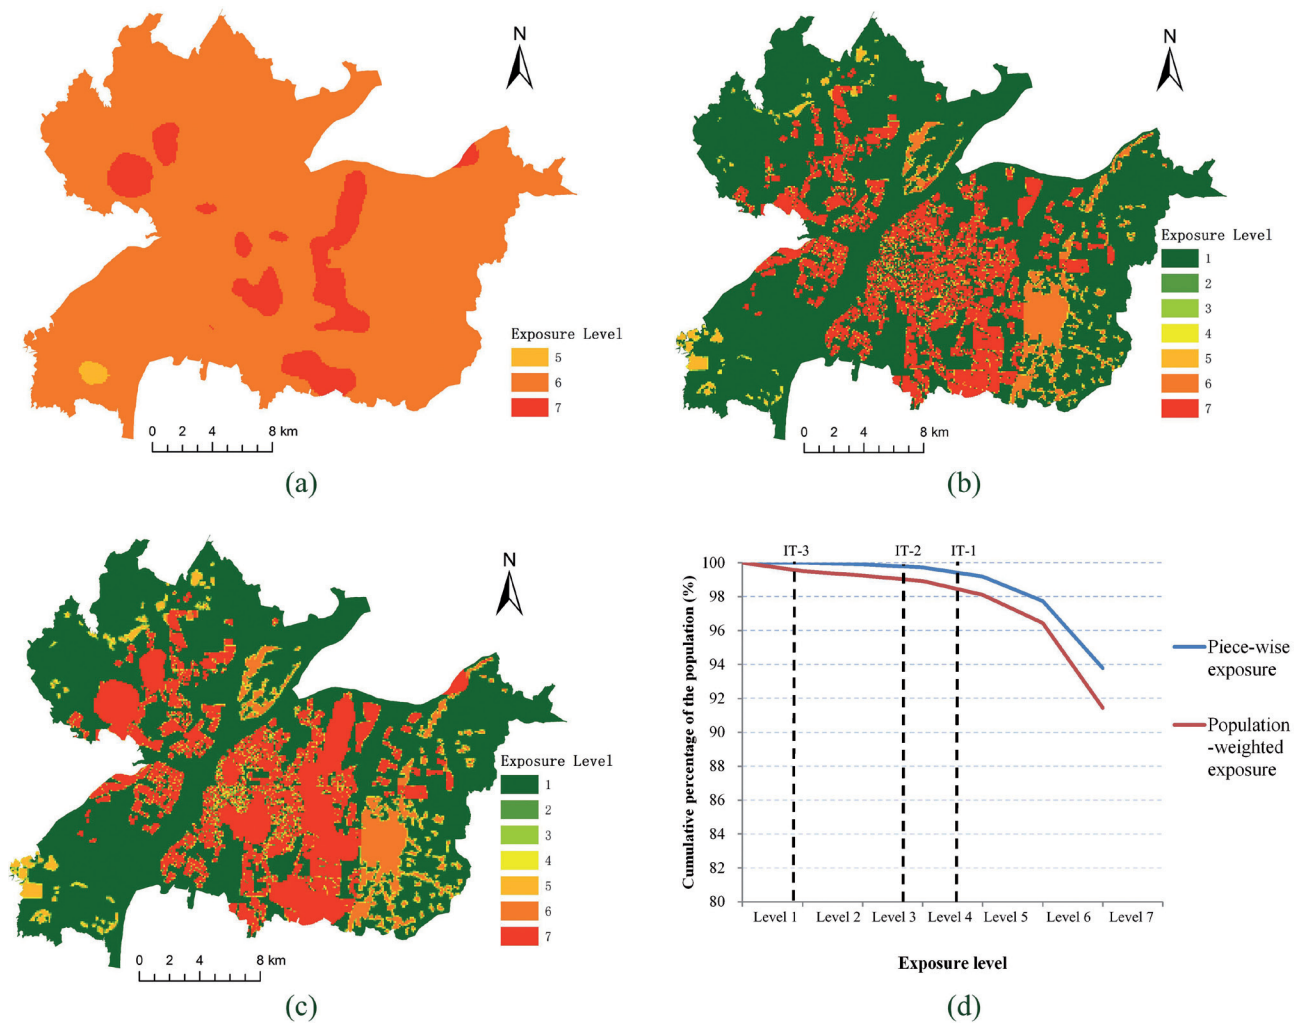 N
Exposure Level
5
6
7
0 2 4 8 km
(a)
N
Exposure Level
1
2
3
4
5
6
7
0 2 4 8 km
(b)
N
Exposure Level
1
2
3
4
5
6
7
0 2 4 8 km
(c)
IT-3 IT-2 IT-1
100
98
96
94
92
90
88
86
84
82
80
Cumulative percentage of the population (%)
Level 1 Level 2 Level 3 Level 4 Level 5 Level 6 Level 7
Exposure level
Piece-wise
exposure
Population
-weighted
exposure
(d)